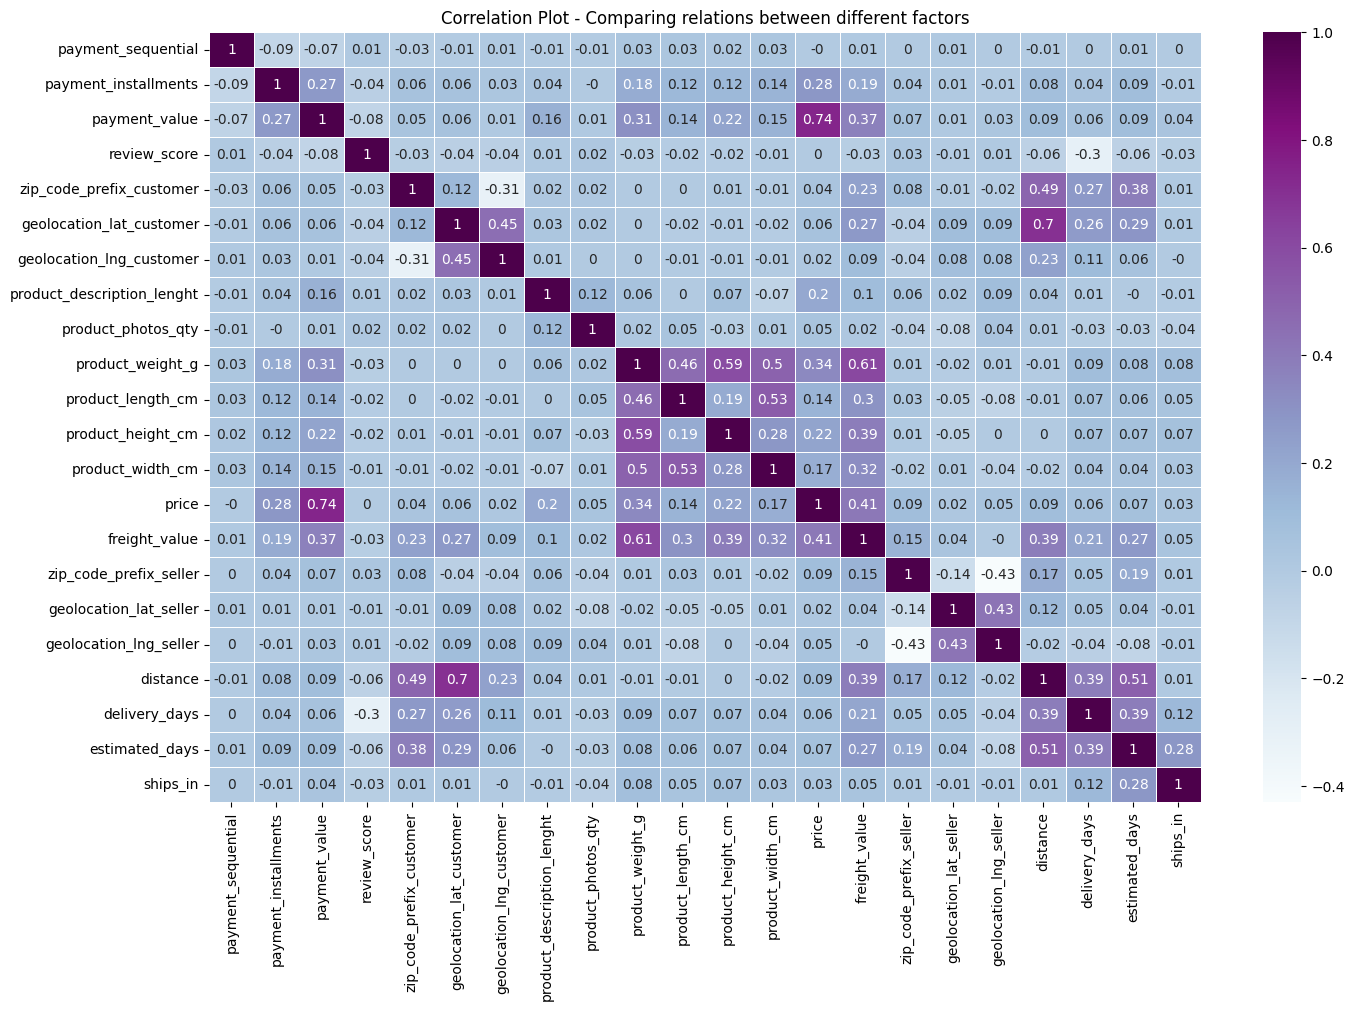 Correlation Plot - Comparing relations between different factors
payment_sequential 1 -0.09 -0.07 0.01 -0.03 -0.01 0.01 -0.01 -0.01 0.03 0.03 0.02 0.03 -0 0.01 0 0.01 0 -0.01 0 0.01 0
payment_installments -0.09 1 0.27 -0.04 0.06 0.06 0.03 0.04 -0 0.18 0.12 0.12 0.14 0.28 0.19 0.04 0.01 -0.01 0.08 0.04 0.09 -0.01
payment_value -0.07 0.27 1 -0.08 0.05 0.06 0.01 0.16 0.01 0.31 0.14 0.22 0.15 0.74 0.37 0.07 0.01 0.03 0.09 0.06 0.09 0.04
review_score 0.01 -0.04 -0.08 1 -0.03 -0.04 -0.04 0.01 0.02 -0.03 -0.02 -0.02 -0.01 0 -0.03 0.03 -0.01 0.01 -0.06 -0.3 -0.06 -0.03
zip_code_prefix_customer -0.03 0.06 0.05 -0.03 1 0.12 -0.31 0.02 0.02 0 0 0.01 -0.01 0.04 0.23 0.08 -0.01 -0.02 0.49 0.27 0.38 0.01
geolocation_lat_customer -0.01 0.06 0.06 -0.04 0.12 1 0.45 0.03 0.02 0 -0.02 -0.01 -0.02 0.06 0.27 -0.04 0.09 0.09 0.7 0.26 0.29 0.01
geolocation_lng_customer 0.01 0.03 0.01 -0.04 -0.31 0.45 1 0.01 0 0 -0.01 -0.01 -0.01 0.02 0.09 -0.04 0.08 0.08 0.23 0.11 0.06 -0
product_description_lenght -0.01 0.04 0.16 0.01 0.02 0.03 0.01 1 0.12 0.06 0 0.07 -0.07 0.2 0.1 0.06 0.02 0.09 0.04 0.01 -0 -0.01
product_photos_qty -0.01 -0 0.01 0.02 0.02 0.02 0 0.12 1 0.02 0.05 -0.03 0.01 0.05 0.02 -0.04 -0.08 0.04 0.01 -0.03 -0.03 -0.04
product_weight_g 0.03 0.18 0.31 -0.03 0 0 0 0.06 0.02 1 0.46 0.59 0.5 0.34 0.61 0.01 -0.02 0.01 -0.01 0.09 0.08 0.08
product_length_cm 0.03 0.12 0.14 -0.02 0 -0.02 -0.01 0 0.05 0.46 1 0.19 0.53 0.14 0.3 0.03 -0.05 -0.08 -0.01 0.07 0.06 0.05
product_height_cm 0.02 0.12 0.22 -0.02 0.01 -0.01 -0.01 0.07 -0.03 0.59 0.19 1 0.28 0.22 0.39 0.01 -0.05 0 0 0.07 0.07 0.07
product_width_cm 0.03 0.14 0.15 -0.01 -0.01 -0.02 -0.01 -0.07 0.01 0.5 0.53 0.28 1 0.17 0.32 -0.02 0.01 -0.04 -0.02 0.04 0.04 0.03
price -0 0.28 0.74 0 0.04 0.06 0.02 0.2 0.05 0.34 0.14 0.22 0.17 1 0.41 0.09 0.02 0.05 0.09 0.06 0.07 0.03
freight_value 0.01 0.19 0.37 -0.03 0.23 0.27 0.09 0.1 0.02 0.61 0.3 0.39 0.32 0.41 1 0.15 0.04 -0 0.39 0.21 0.27 0.05
zip_code_prefix_seller 0 0.04 0.07 0.03 0.08 -0.04 -0.04 0.06 -0.04 0.01 0.03 0.01 -0.02 0.09 0.15 1 -0.14 -0.43 0.17 0.05 0.19 0.01
geolocation_lat_seller 0.01 0.01 0.01 -0.01 -0.01 0.09 0.08 0.02 -0.08 -0.02 -0.05 -0.05 0.01 0.02 0.04 -0.14 1 0.43 0.12 0.05 0.04 -0.01
geolocation_lng_seller 0 -0.01 0.03 0.01 -0.02 0.09 0.08 0.09 0.04 0.01 -0.08 0 -0.04 0.05 -0 -0.43 0.43 1 -0.02 -0.04 -0.08 -0.01
distance -0.01 0.08 0.09 -0.06 0.49 0.7 0.23 0.04 0.01 -0.01 -0.01 0 -0.02 0.09 0.39 0.17 0.12 -0.02 1 0.39 0.51 0.01
delivery_days 0 0.04 0.06 -0.3 0.27 0.26 0.11 0.01 -0.03 0.09 0.07 0.07 0.04 0.06 0.21 0.05 0.05 -0.04 0.39 1 0.39 0.12
estimated_days 0.01 0.09 0.09 -0.06 0.38 0.29 0.06 -0 -0.03 0.08 0.06 0.07 0.04 0.07 0.27 0.19 0.04 -0.08 0.51 0.39 1 0.28
ships_in 0 -0.01 0.04 -0.03 0.01 0.01 -0 -0.01 -0.04 0.08 0.05 0.07 0.03 0.03 0.05 0.01 -0.01 -0.01 0.01 0.12 0.28 1
payment_sequential
payment_installments
payment_value
review_score
zip_code_prefix_customer
geolocation_lat_customer
geolocation_lng_customer
product_description_lenght
product_photos_qty
product_weight_g
product_length_cm
product_height_cm
product_width_cm
price
freight_value
zip_code_prefix_seller
geolocation_lat_seller
geolocation_lng_seller
distance
delivery_days
estimated_days
ships_in
1.0
0.8
0.6
0.4
0.2
0.0
−0.2
−0.4